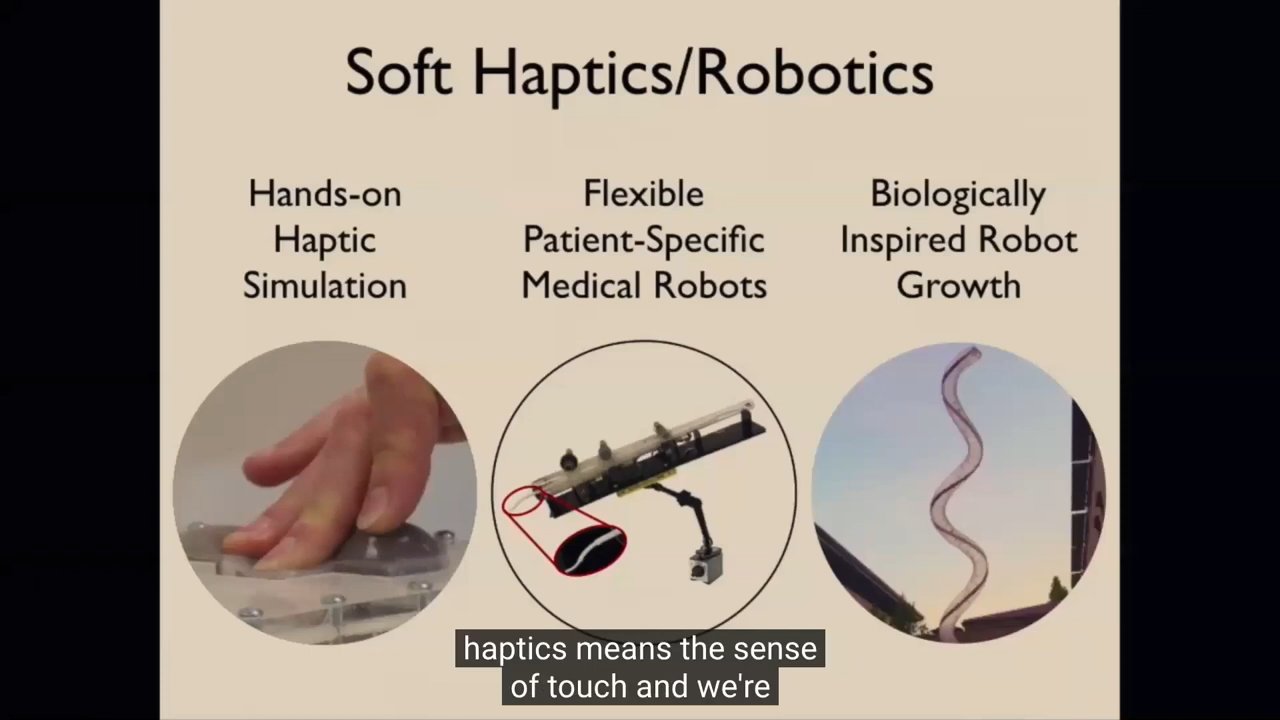 Soft Haptics/Robotics
Hands-on
Haptic
Simulation
Flexible
Patient-Specific
Medical Robots
Biologically
Inspired Robot
Growth
haptics means the sense
of touch and we're